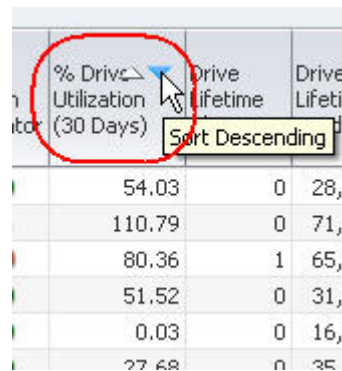 % Drive Drive Drive
Utilization Lifetime Lifeti
(30 Days)
Sort Descending
54.03 0 28,
110.79 0 71,
80.36 1 65,
51.52 0 31,
0.03 0 16,
27.68 0 35